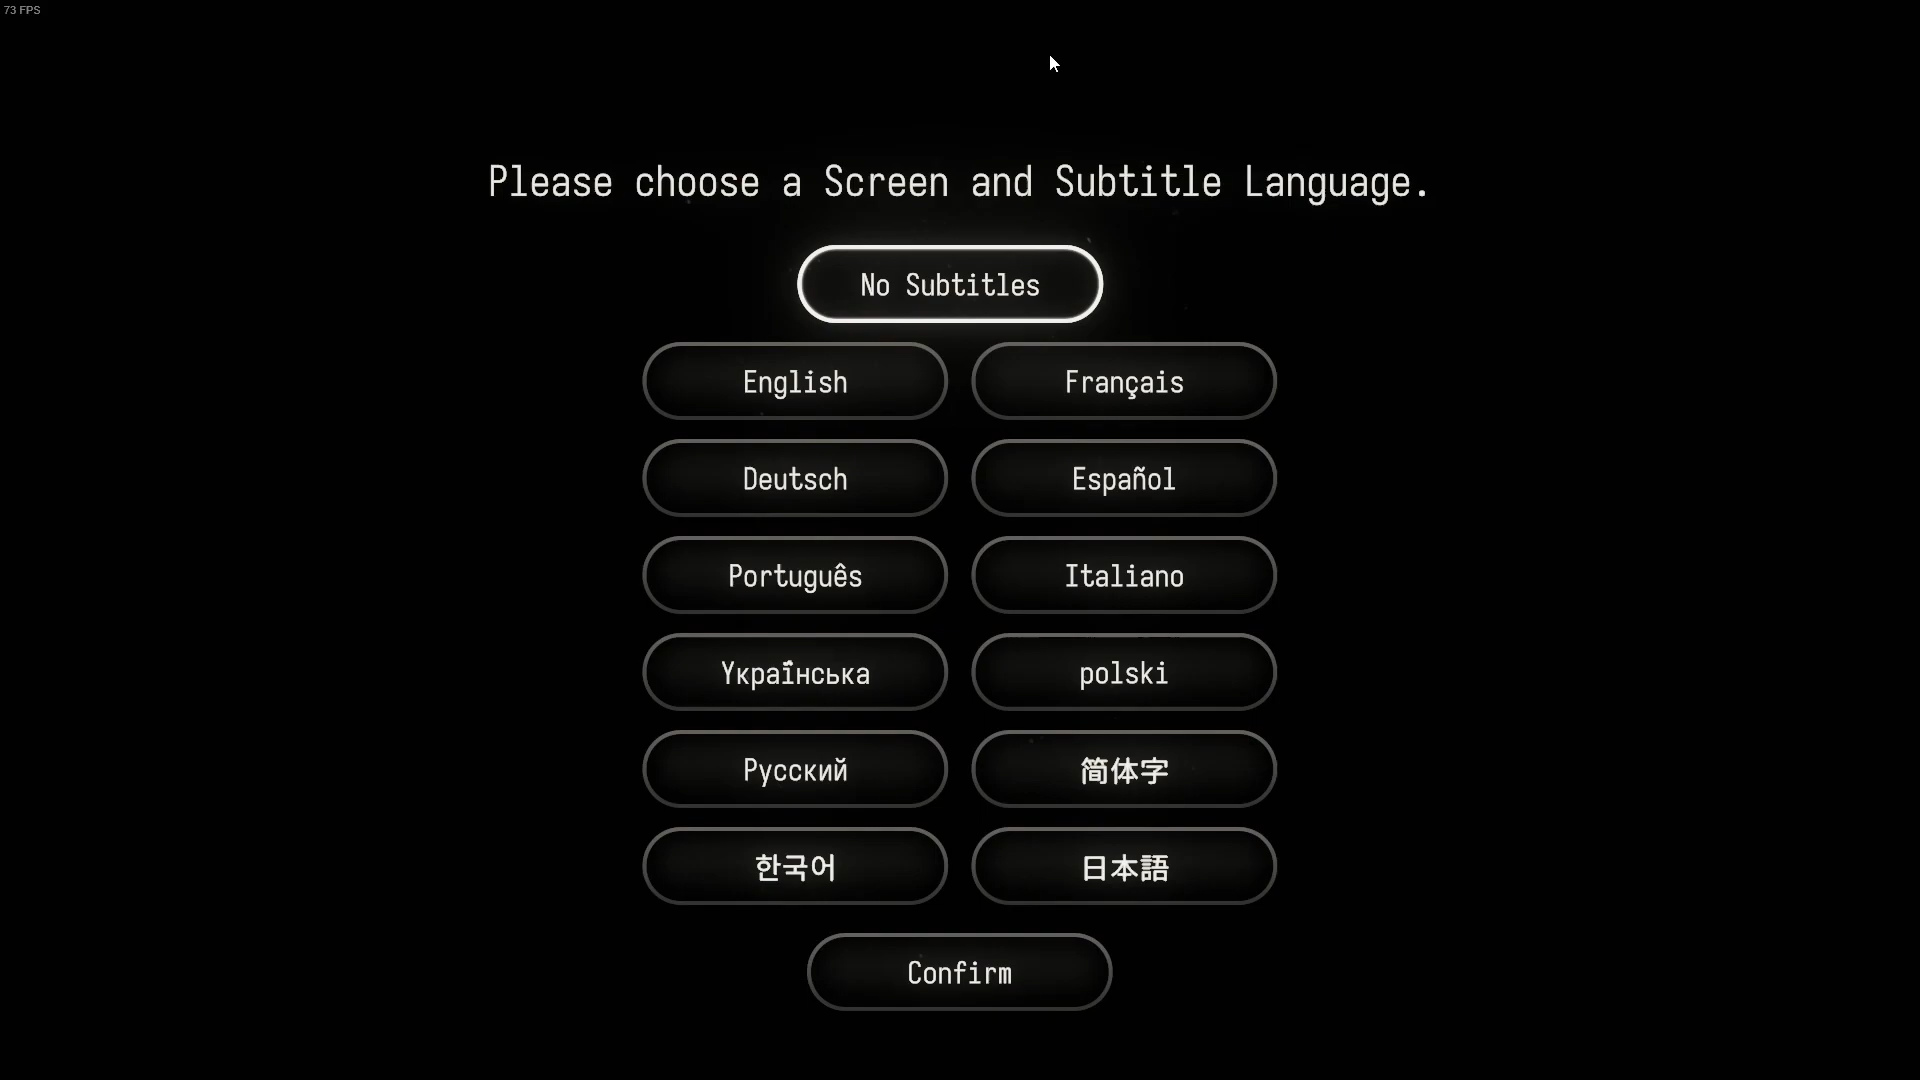 73 FPS
Please choose a Screen and Subtitle Language.
No Subtitles
English
Français
Deutsch
Español
Português
Italiano
Українська
polski
Русский
简体字
한국어
日本語
Confirm